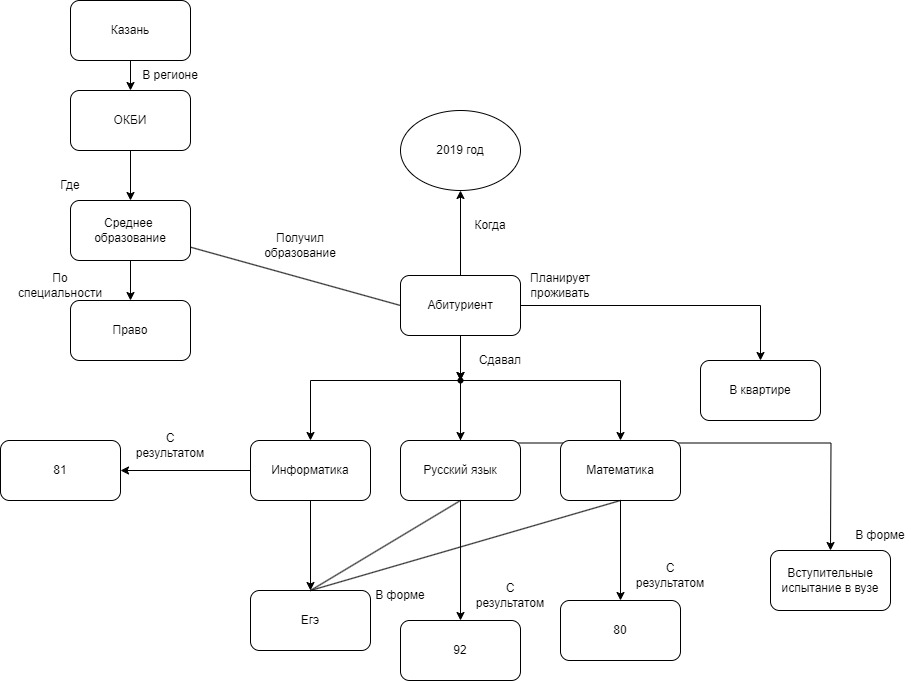 Казань
В регионе
ОКБИ
2019 год
Где
Среднее
образование
Когда
Получил
образование
По
специальности
Планирует
проживать
Абитуриент
Право
Сдавал
В квартире
С
результатом
81
Информатика
Русский язык
Математика
В форме
Вступительные
испытание в вузе
С
результатом
С
результатом
В форме
Егэ
80
92